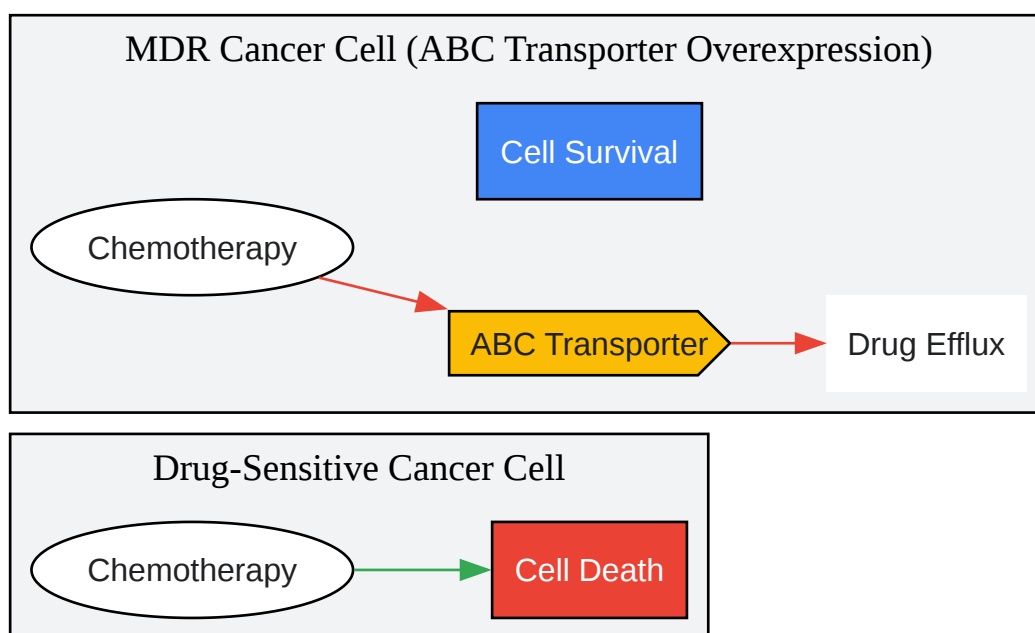 MDR Cancer Cell (ABC Transporter Overexpression)
Cell Survival
Chemotherapy
ABC Transporter
Drug Efflux
Drug-Sensitive Cancer Cell
Chemotherapy
Cell Death